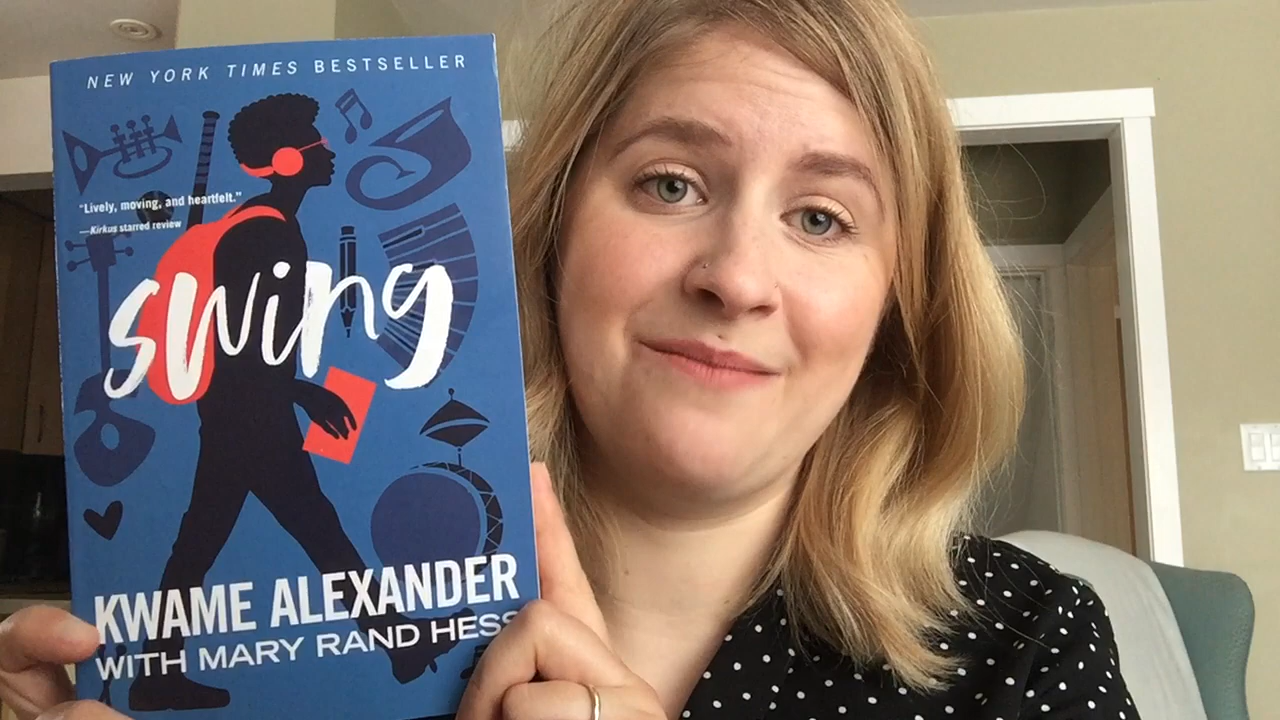 NEW YORK TIMES BESTSELLER
“Lively, moving, and heartfelt.”
—Kirkus starred review
swing
KWAME ALEXANDER
WITH MARY RAND HESS